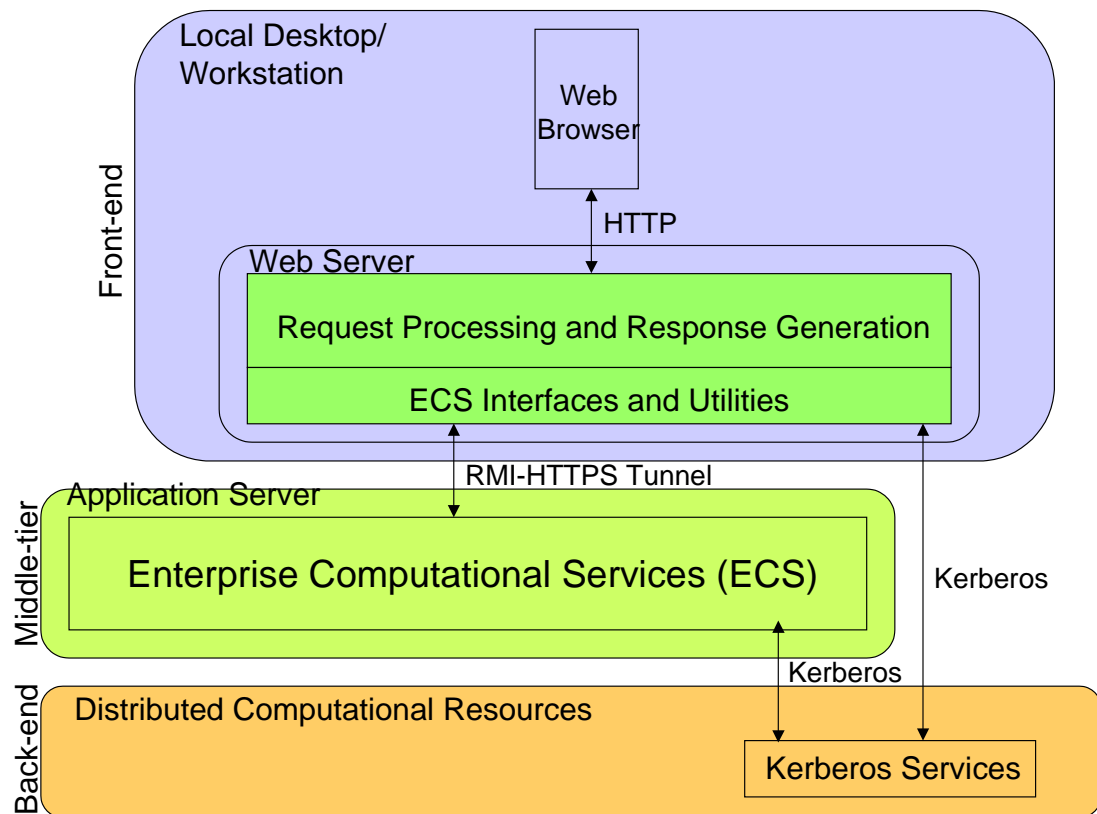 Local Desktop/
Workstation
Web
Browser
Front-end
HTTP
Web Server
Request Processing and Response Generation
ECS Interfaces and Utilities
RMI-HTTPS Tunnel
Application Server
Middle-tier
Enterprise Computational Services (ECS)
Kerberos
Kerberos
Back-end
Distributed Computational Resources
Kerberos Services